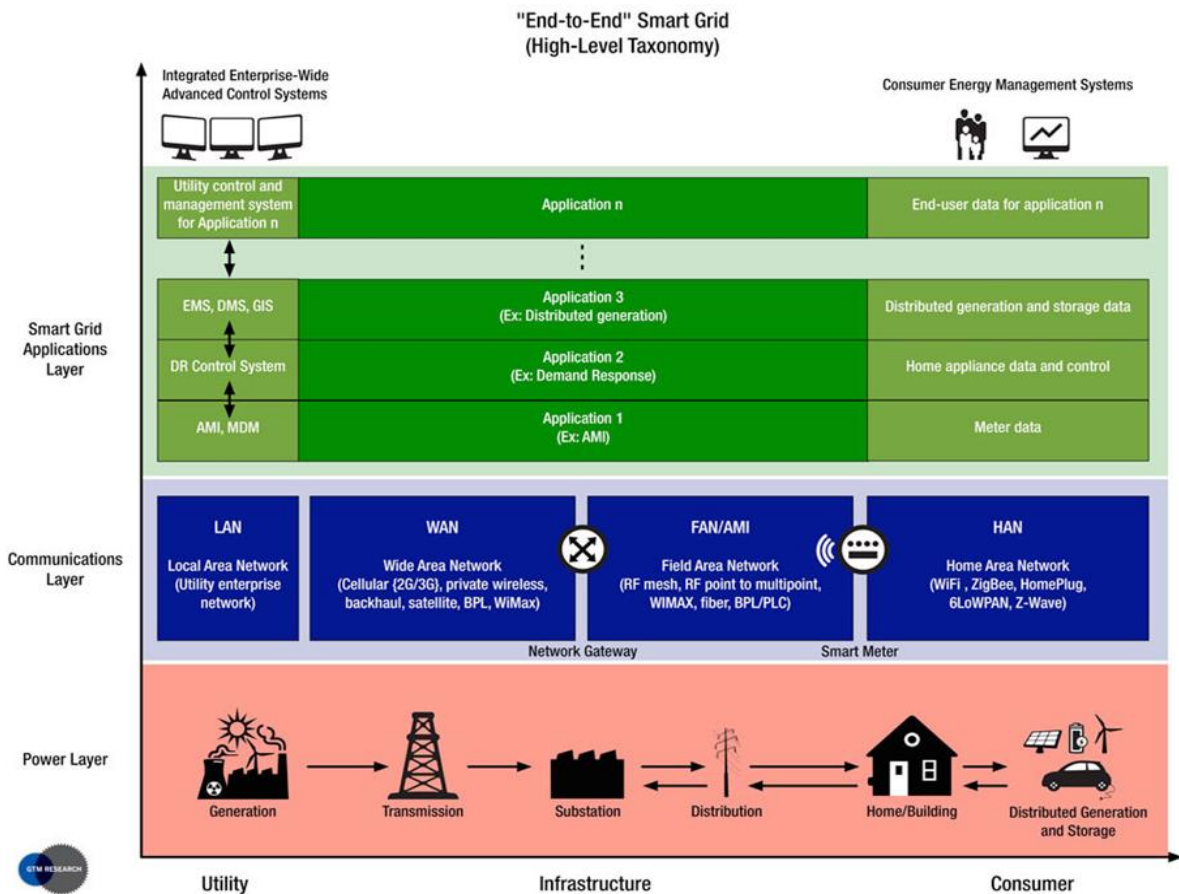 "End-to-End" Smart Grid
(High-Level Taxonomy)
Integrated Enterprise-Wide
Advanced Control Systems
Consumer Energy Management Systems
Smart Grid
Applications
Layer
Utility control and
management system
for Application n
Application n
End-user data for application n
EMS, DMS, GIS
Application 3
(Ex: Distributed generation)
Distributed generation and storage data
DR Control System
Application 2
(Ex: Demand Response)
Home appliance data and control
AMI, MDM
Application 1
(Ex: AMI)
Meter data
Communications
Layer
LAN
Local Area Network
(Utility enterprise
network)
WAN
Wide Area Network
(Cellular {2G/3G}, private wireless,
backhaul, satellite, BPL, WiMax)
FAN/AMI
Field Area Network
(RF mesh, RF point to multipoint,
WIMAX, fiber, BPL/PLC)
HAN
Home Area Network
(WiFi , ZigBee, HomePlug,
6LoWPAN, Z-Wave)
Network Gateway
Smart Meter
Power Layer
Generation
Transmission
Substation
Distribution
Home/Building
Distributed Generation
and Storage
GTM RESEARCH
Utility
Infrastructure
Consumer